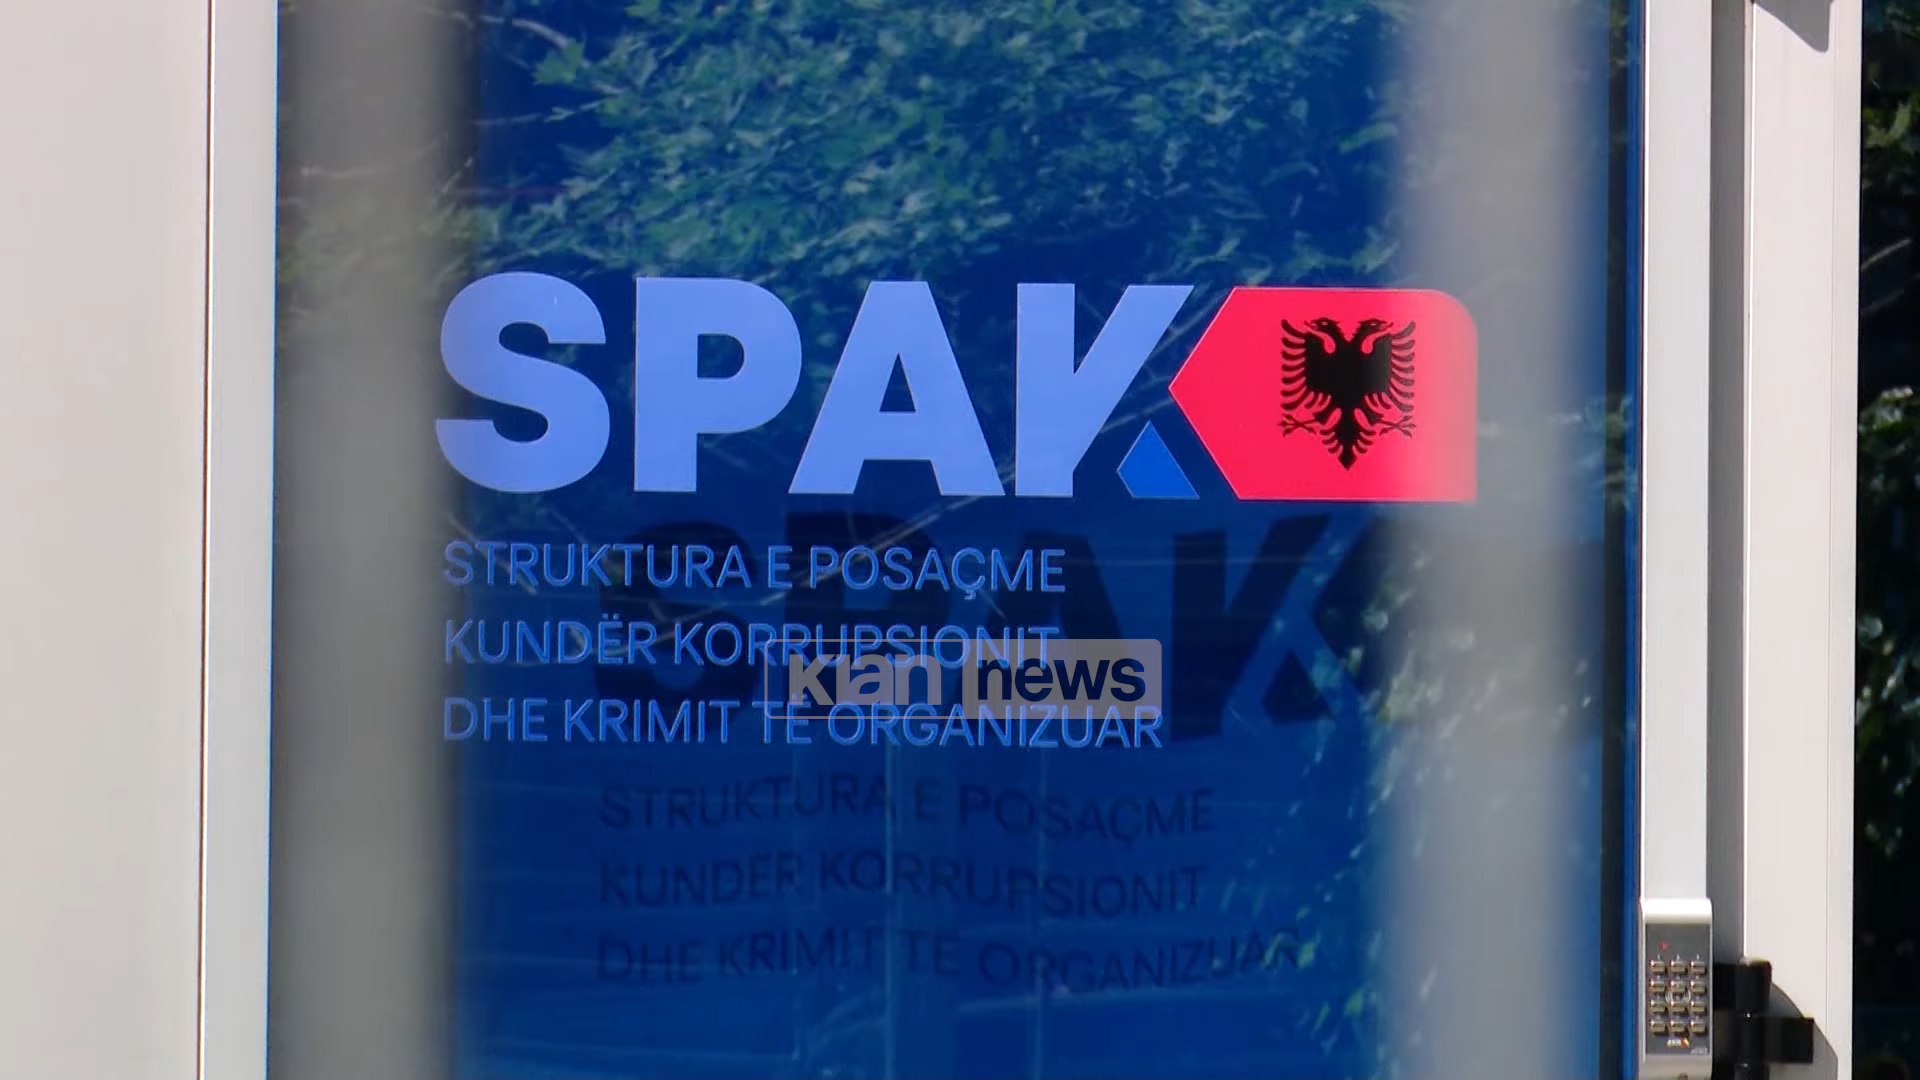 SPAK
STRUKTURA E POSAÇME
KUNDËR KORRUPSIONIT
DHE KRIMIT TË ORGANIZUAR
klan news
SPAK
STRUKTURA E POSAÇME
KUNDËR KORRUPSIONIT
DHE KRIMIT TË ORGANIZUAR